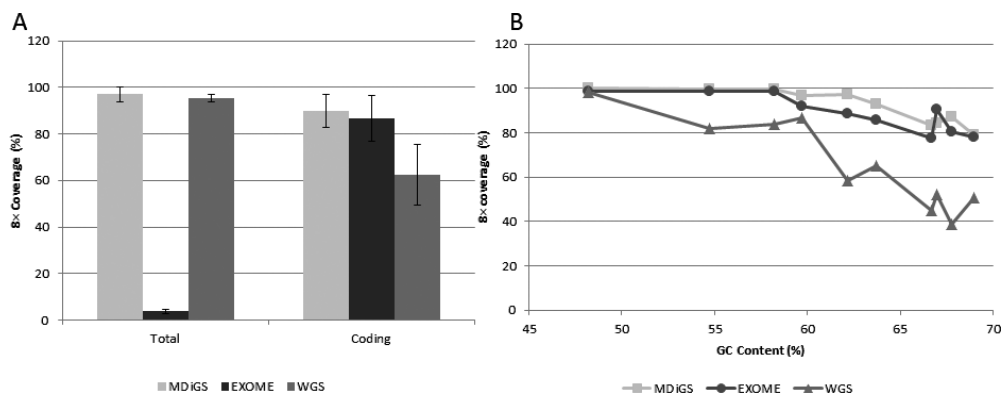 A
120
100
80
60
40
20
0
8× Coverage (%)
Total
Coding
MDiGS EXOME WGS
B
120
100
80
60
40
20
0
8× coverage (%)
45 50 55 60 65 70
GC Content (%)
MDiGS EXOME WGS